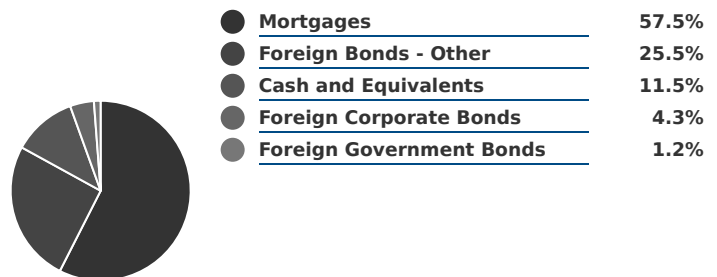 Mortgages 57.5%
Foreign Bonds - Other 25.5%
Cash and Equivalents 11.5%
Foreign Corporate Bonds 4.3%
Foreign Government Bonds 1.2%